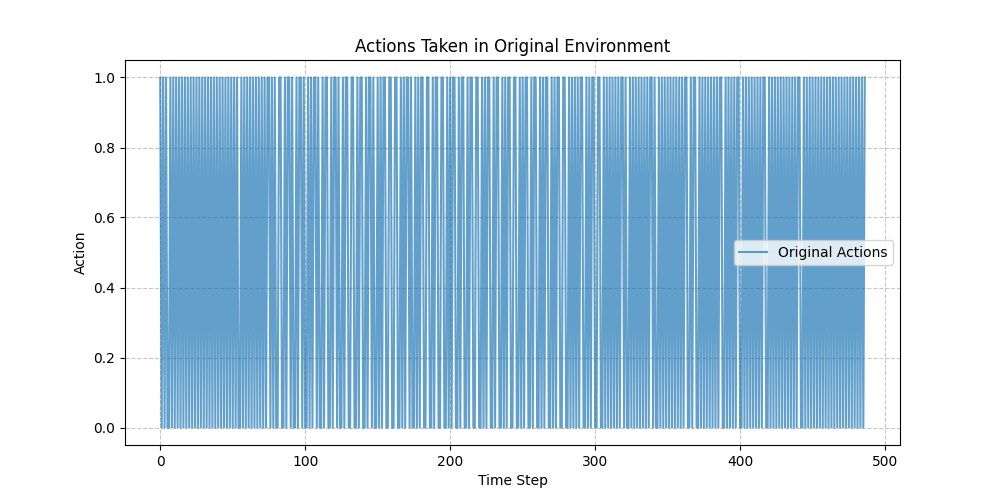 Actions Taken in Original Environment
1.0
0.8
0.6
0.4
0.2
0.0
Action
Original Actions
0 100 200 300 400 500
Time Step